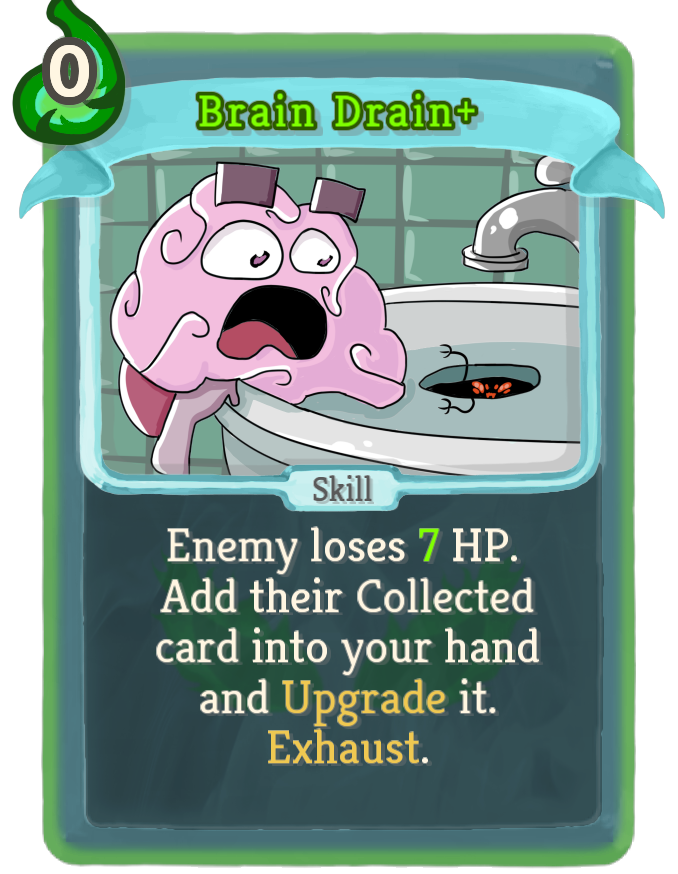 0
Brain Drain+
Skill
Enemy loses 7 HP.
Add their Collected
card into your hand
and Upgrade it.
Exhaust.